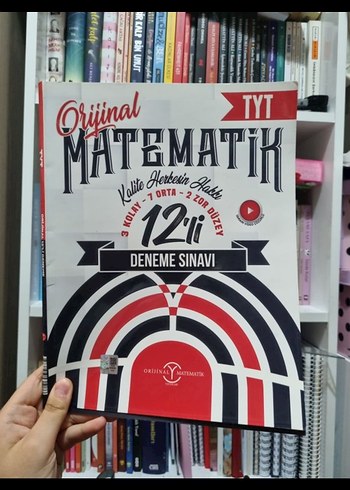 TYT
Orijinal
MATEMATİK
Kalite Herkesin Hakkı
3 KOLAY - 7 ORTA - 2 ZOR DÜZEY
12'li
DENEME SINAVI
ORİJİNAL MATEMATİK